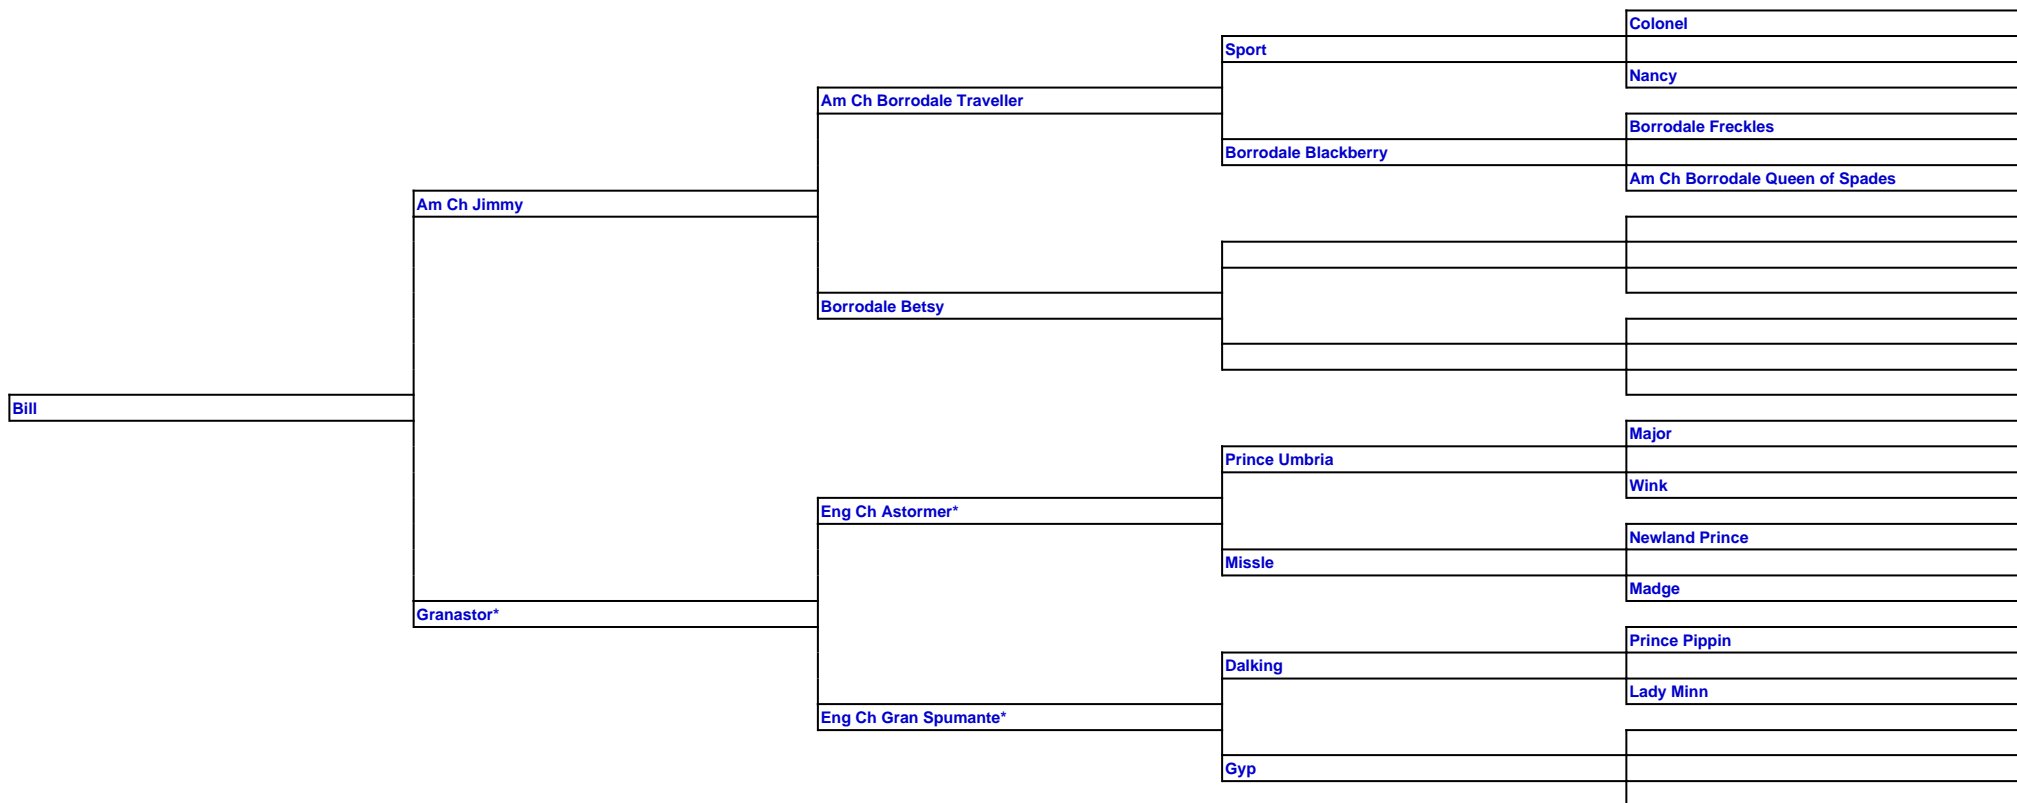 Colonel
Sport
Nancy
Am Ch Borrodale Traveller
Borrodale Freckles
Borrodale Blackberry
Am Ch Borrodale Queen of Spades
Am Ch Jimmy
Borrodale Betsy
Bill
Major
Prince Umbria
Wink
Eng Ch Astormer*
Newland Prince
Missle
Madge
Granastor*
Prince Pippin
Dalking
Lady Minn
Eng Ch Gran Spumante*
Gyp